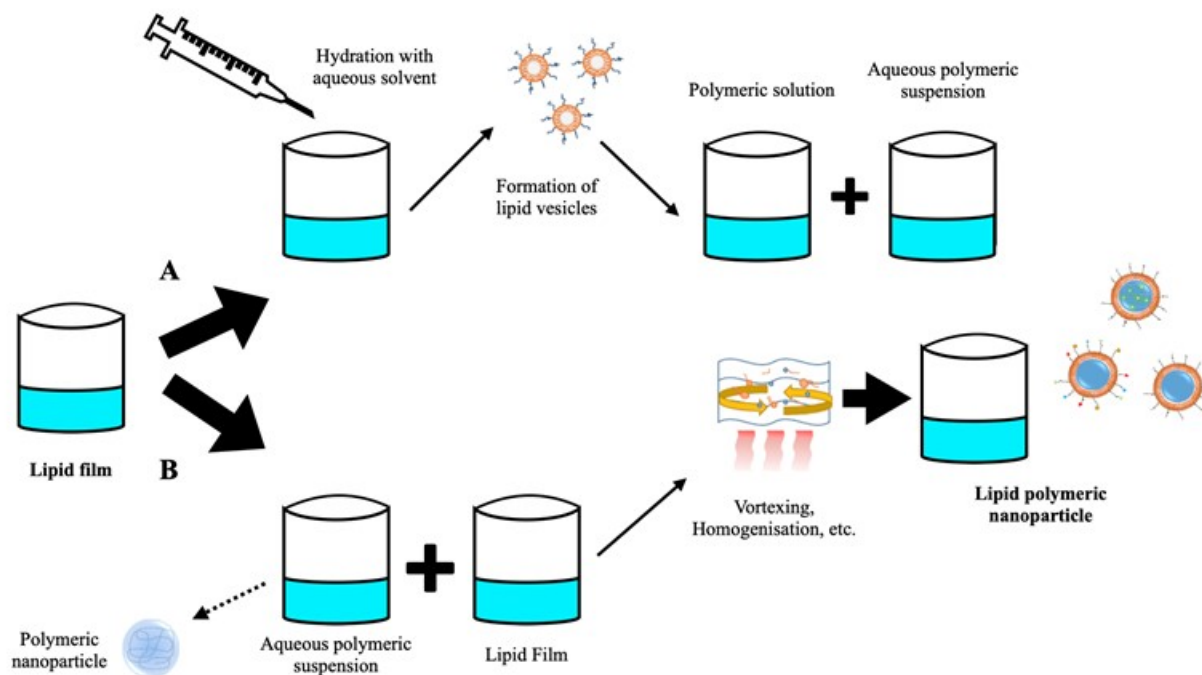 Hydration with
aqueous solvent
Formation of
lipid vesicles
Polymeric solution
Aqueous polymeric
suspension
A
Lipid film
B
Aqueous polymeric
suspension
Lipid Film
Polymeric
nanoparticle
Vortexing,
Homogenisation, etc.
Lipid polymeric
nanoparticle